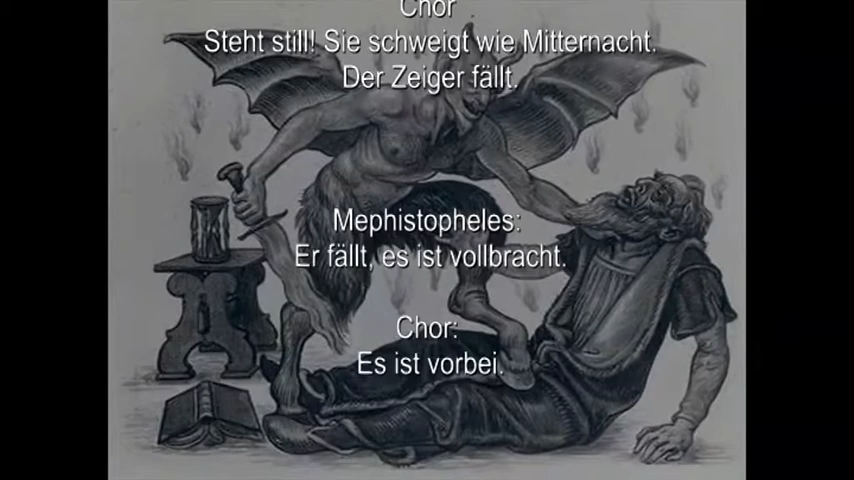 Chor
Steht still! Sie schweigt wie Mitternacht.
Der Zeiger fällt.
Mephistopheles:
Er fällt, es ist vollbracht.
Chor:
Es ist vorbei.